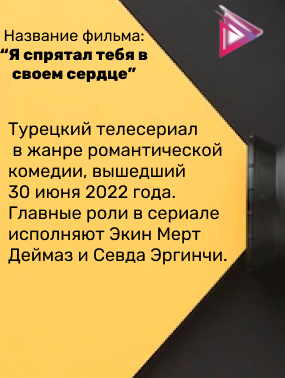 Название фильма:
“Я спрятал тебя в
своем сердце”
Турецкий телесериал
в жанре романтической
комедии, вышедший
30 июня 2022 года.
Главные роли в сериале
исполняют Экин Мерт
Деймаз и Севда Эргинчи.